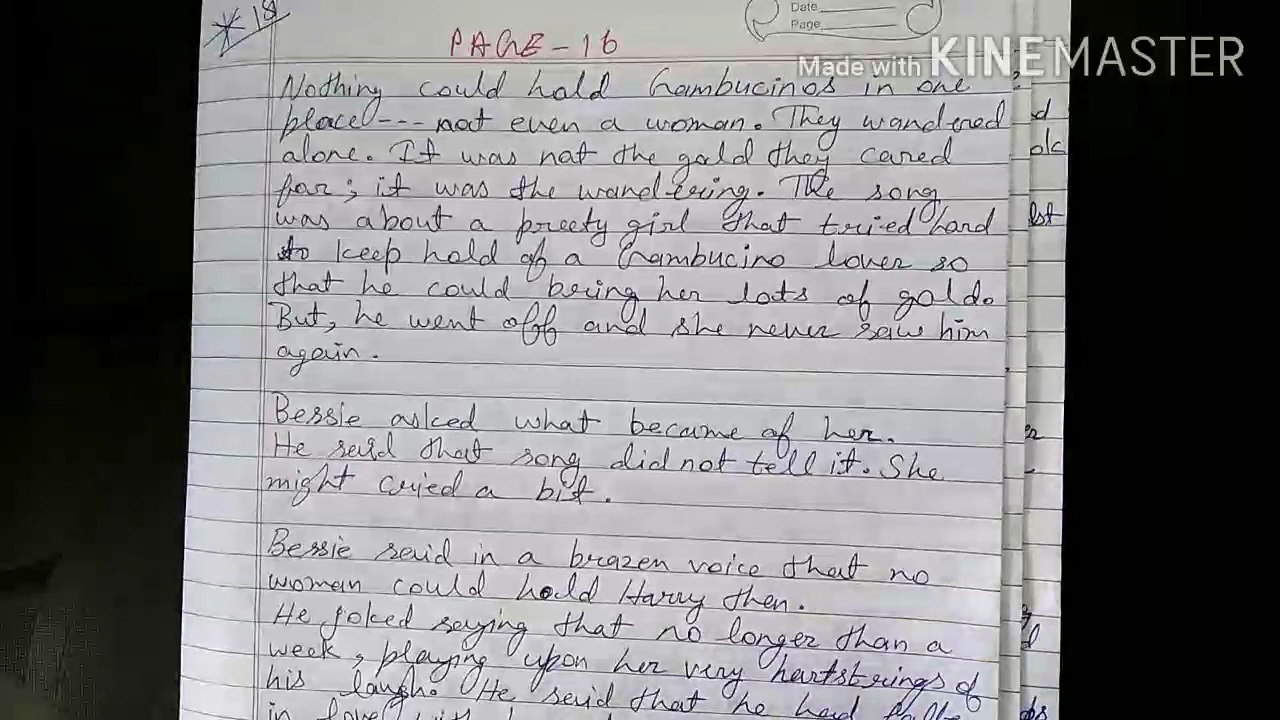 * 18
Date
Page
PAGE - 16
Made with KINEMASTER
Nothing could hold Gambucinos in one
place --- not even a woman. They wandered
alone. It was not the gold they cared
for; it was the wandering. The song
was about a preety girl that tried hard
to keep hold of a Gambucino lover so
that he could bring her lots of gold.
But, he went off and she never saw him
again.
Bessie asked what became of her.
He said that song did not tell it. She
might cried a bit.
Bessie said in a brazen voice that no
woman could hold Harry then.
He joked saying that no longer than a
week, playing upon her very hartstrings of
his laugh. He said that he had
in love